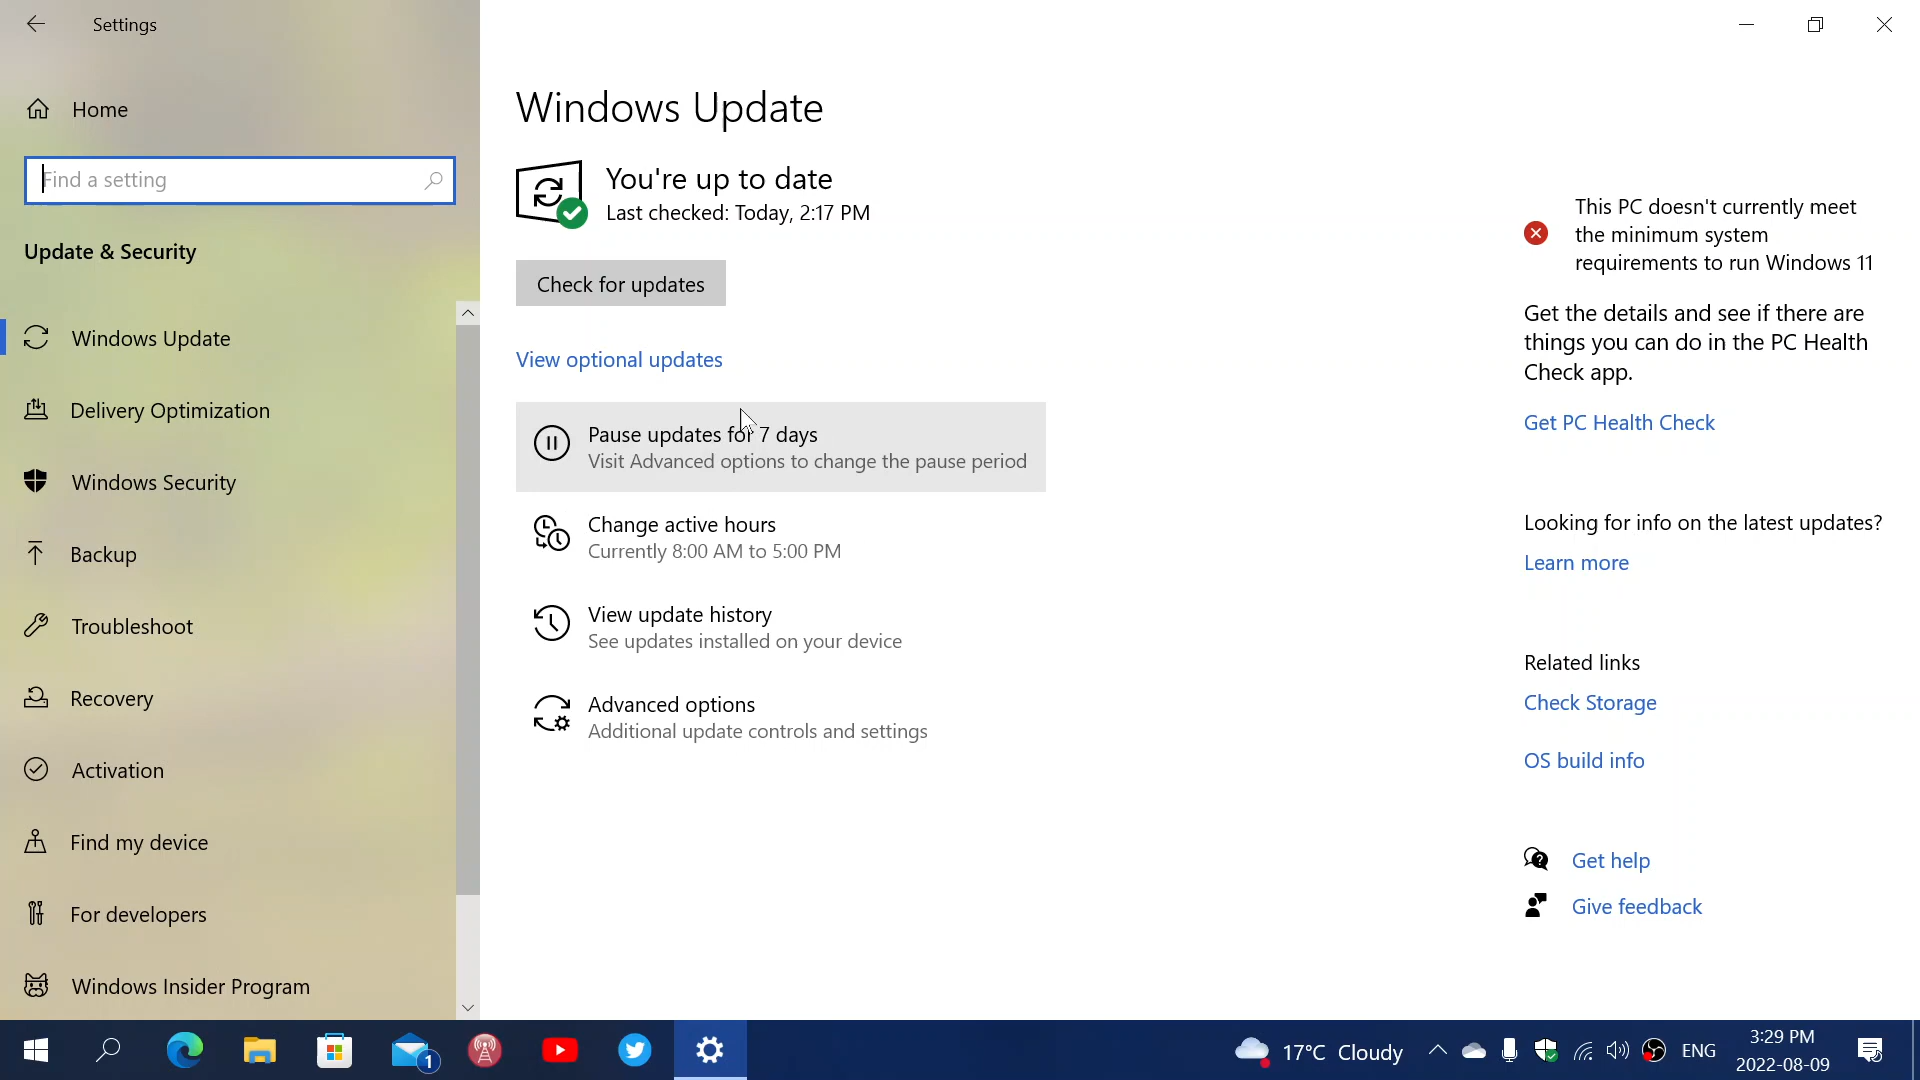 Settings
Home
Find a setting
Update & Security
Windows Update
Delivery Optimization
Windows Security
Backup
Troubleshoot
Recovery
Activation
Find my device
For developers
Windows Insider Program
Windows Update
You're up to date
Last checked: Today, 2:17 PM
Check for updates
View optional updates
Pause updates for 7 days
Visit Advanced options to change the pause period
Change active hours
Currently 8:00 AM to 5:00 PM
View update history
See updates installed on your device
Advanced options
Additional update controls and settings
This PC doesn't currently meet
the minimum system
requirements to run Windows 11
Get the details and see if there are
things you can do in the PC Health
Check app.
Get PC Health Check
Looking for info on the latest updates?
Learn more
Related links
Check Storage
OS build info
Get help
Give feedback
1
17°C Cloudy
ENG
3:29 PM
2022-08-09